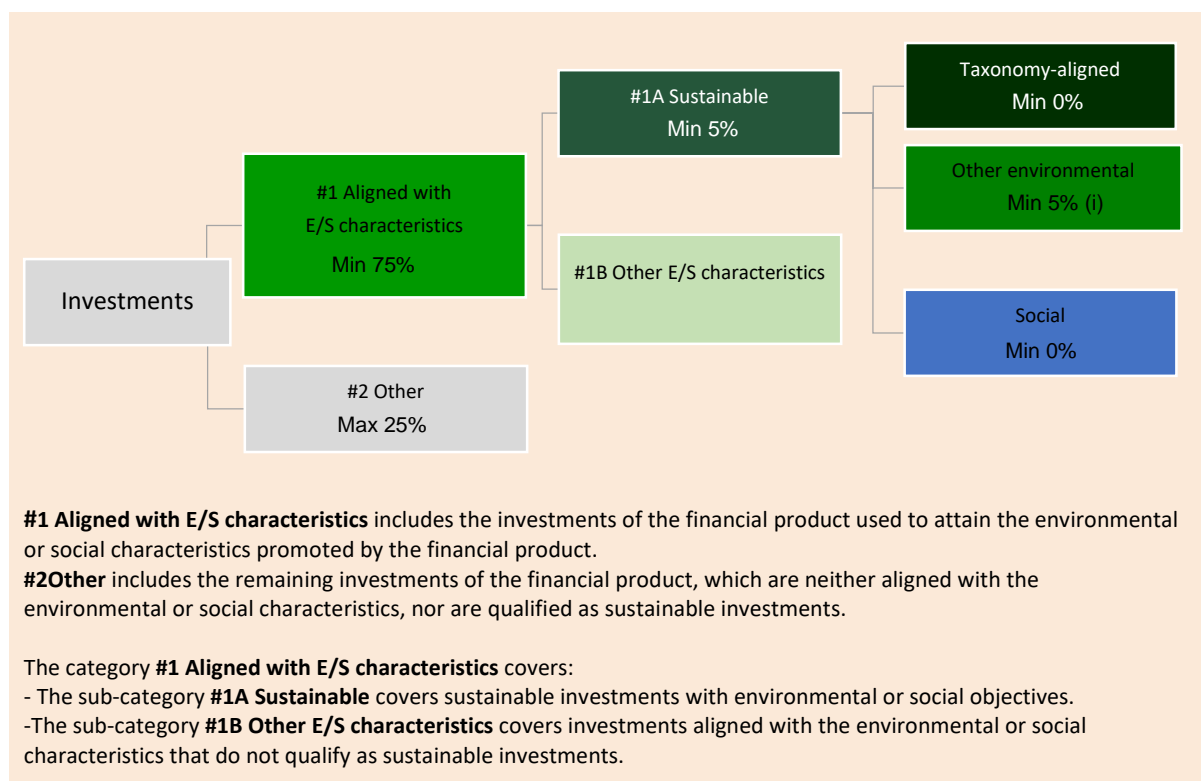 Taxonomy-aligned
Min 0%
#1A Sustainable
Min 5%
Other environmental
Min 5% (i)
#1 Aligned with
E/S characteristics
Min 75%
#1B Other E/S characteristics
Investments
Social
Min 0%
#2 Other
Max 25%
#1 Aligned with E/S characteristics includes the investments of the financial product used to attain the environmental
or social characteristics promoted by the financial product.
#2Other includes the remaining investments of the financial product, which are neither aligned with the
environmental or social characteristics, nor are qualified as sustainable investments.
The category #1 Aligned with E/S characteristics covers:
- The sub-category #1A Sustainable covers sustainable investments with environmental or social objectives.
-The sub-category #1B Other E/S characteristics covers investments aligned with the environmental or social
characteristics that do not qualify as sustainable investments.